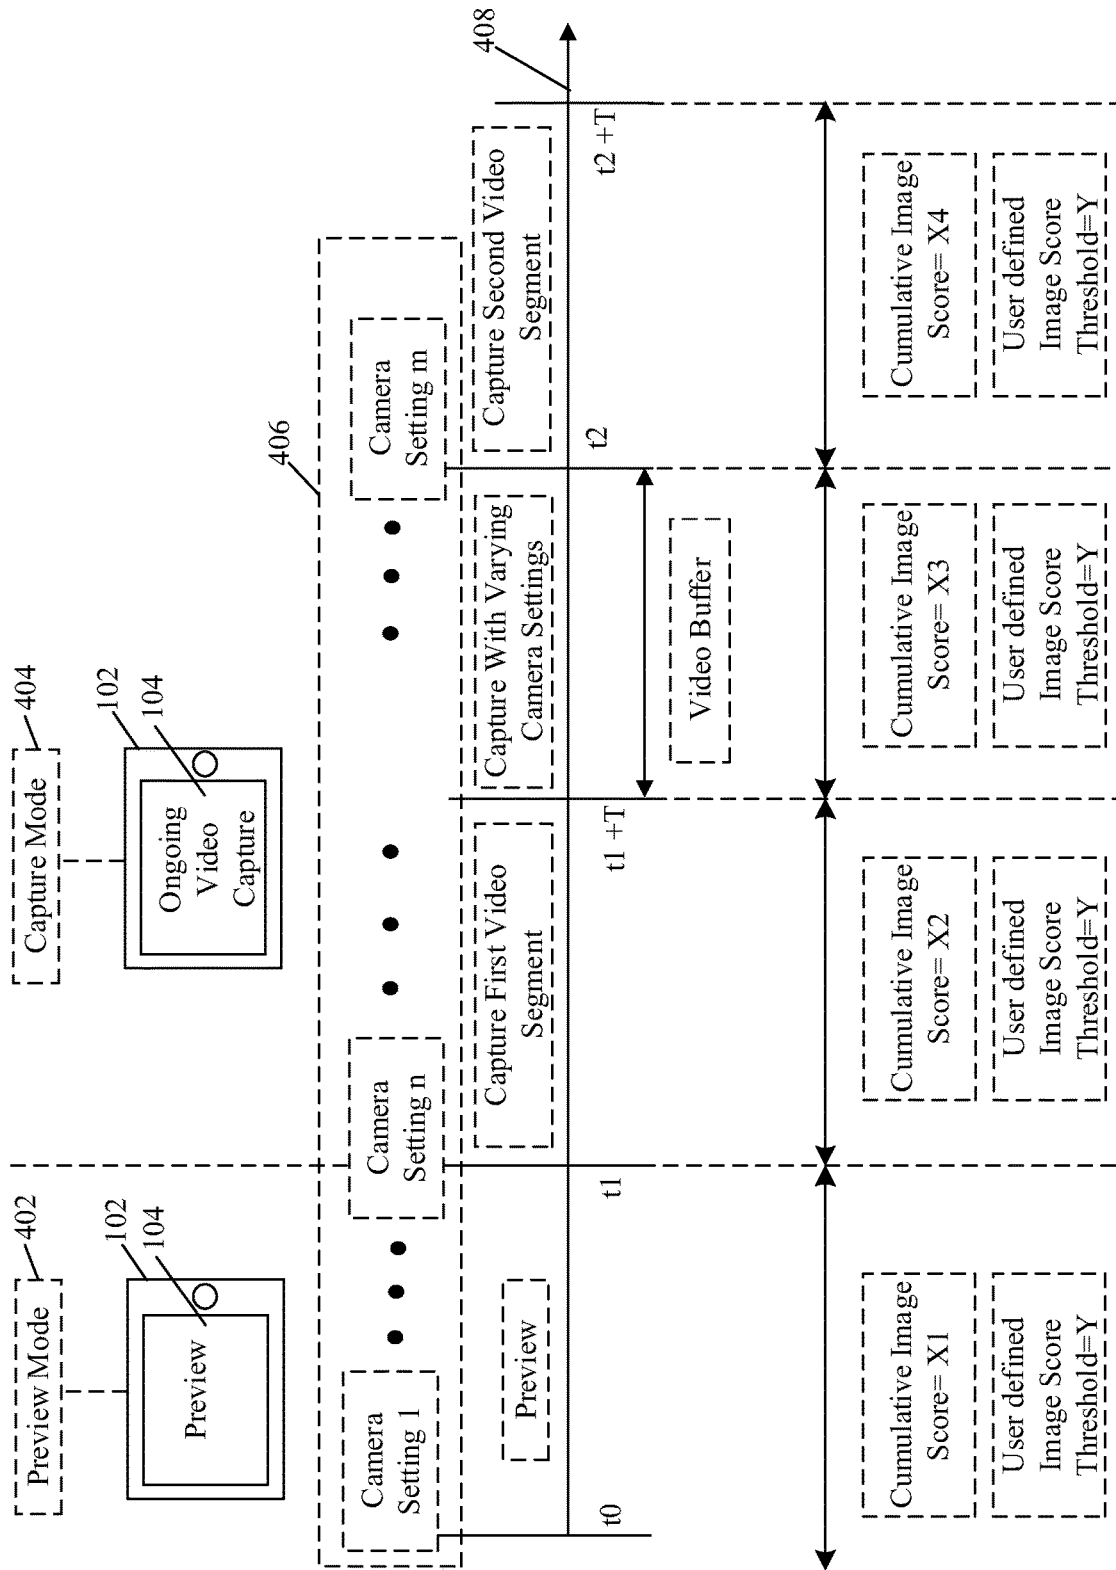 Preview Mode
402
102
104
Preview
Capture Mode
404
102
104
Ongoing
Video
Capture
406
Camera
Setting 1
Camera
Setting n
Camera
Setting m
Preview
Capture First Video
Segment
Capture With Varying
Camera Settings
Capture Second Video
Segment
408
t0
t1
t1 +T
t2
t2 +T
Video Buffer
Cumulative Image
Score= X1
Cumulative Image
Score= X2
Cumulative Image
Score= X3
Cumulative Image
Score= X4
User defined
Image Score
Threshold=Y
User defined
Image Score
Threshold=Y
User defined
Image Score
Threshold=Y
User defined
Image Score
Threshold=Y